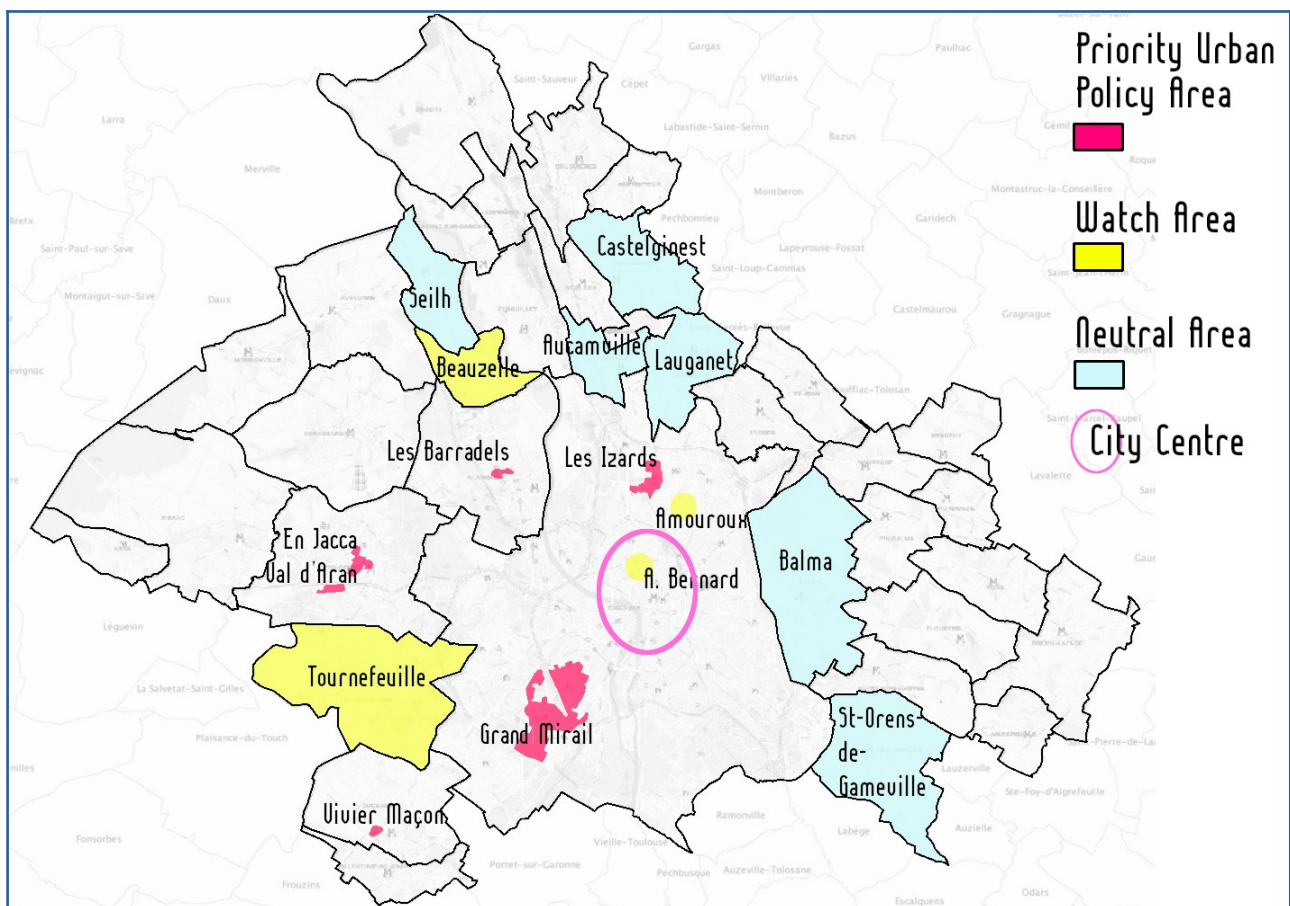 Priority Urban
Policy Area
Watch Area
Neutral Area
City Centre
Gargas
Paulhac
Saint-Sauveur
Cépet
Villariès
Larra
Labastide-Saint-Sernin
Bazus
Merville
Roque
Montberon
Montastruc-la-Conseillère
Bretx
Pechbonnieu
Garidech
Saint-Paul-sur-Save
Castelginest
Lapeyrouse-Fossat
Saint-Loup-Cammas
Montaigut-sur-Save
Daux
Seilh
Castelmaurou
Gragnague
Aucamville
Lauganet
Beauzelle
Les Barradels
Les Izards
Lavalette
Amouroux
En Jacca
Val d'Aran
A. Bernard
Balma
Léguevin
Tournefeuille
La Salvetat-Saint-Gilles
Grand Mirail
St-Orens-
de-
Gameville
Plaisance-du-Touch
Saint-Pierre-de-La
Lauzerville
Ste-Foy-d'Aigrefeuille
Vivier Maçon
Fonsorbes
Ramonville
Labège
Auzielle
Vieille-Toulouse
Portet-sur-Garonne
Pechbusque
Auzeville-Tolosane
Frouzins
Escalquens
Odars